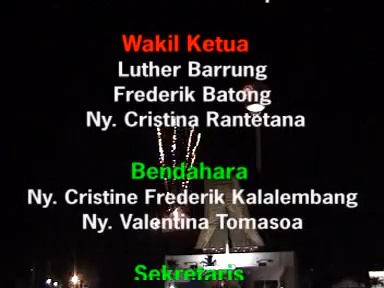 Wakil Ketua
Luther Barrung
Frederik Batong
Ny. Cristina Rantetana
Bendahara
Ny. Cristine Frederik Kalalembang
Ny. Valentina Tomasoa
Sekretaris